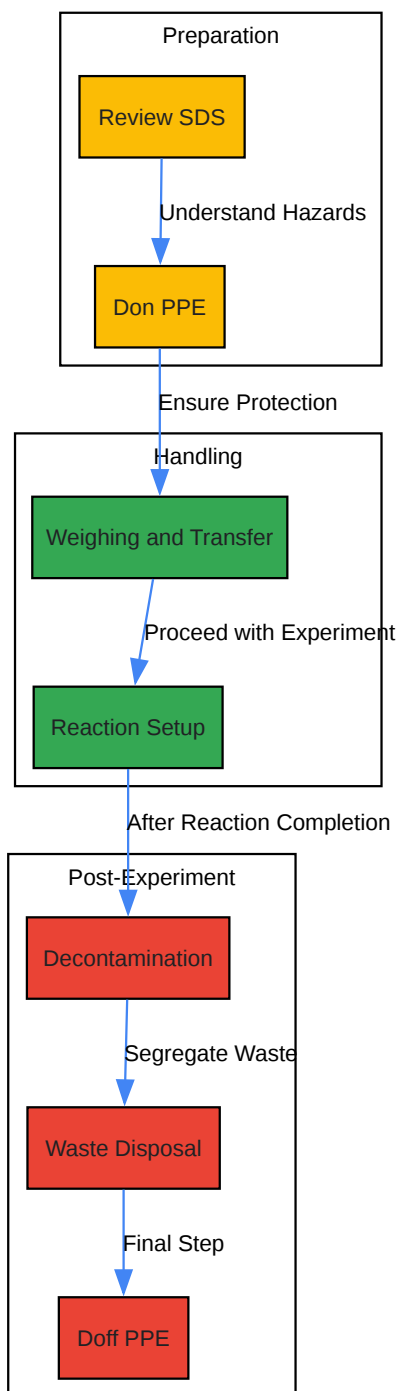 Preparation
Review SDS
Understand Hazards
Don PPE
Ensure Protection
Handling
Weighing and Transfer
Proceed with Experiment
Reaction Setup
After Reaction Completion
Post-Experiment
Decontamination
Segregate Waste
Waste Disposal
Final Step
Doff PPE